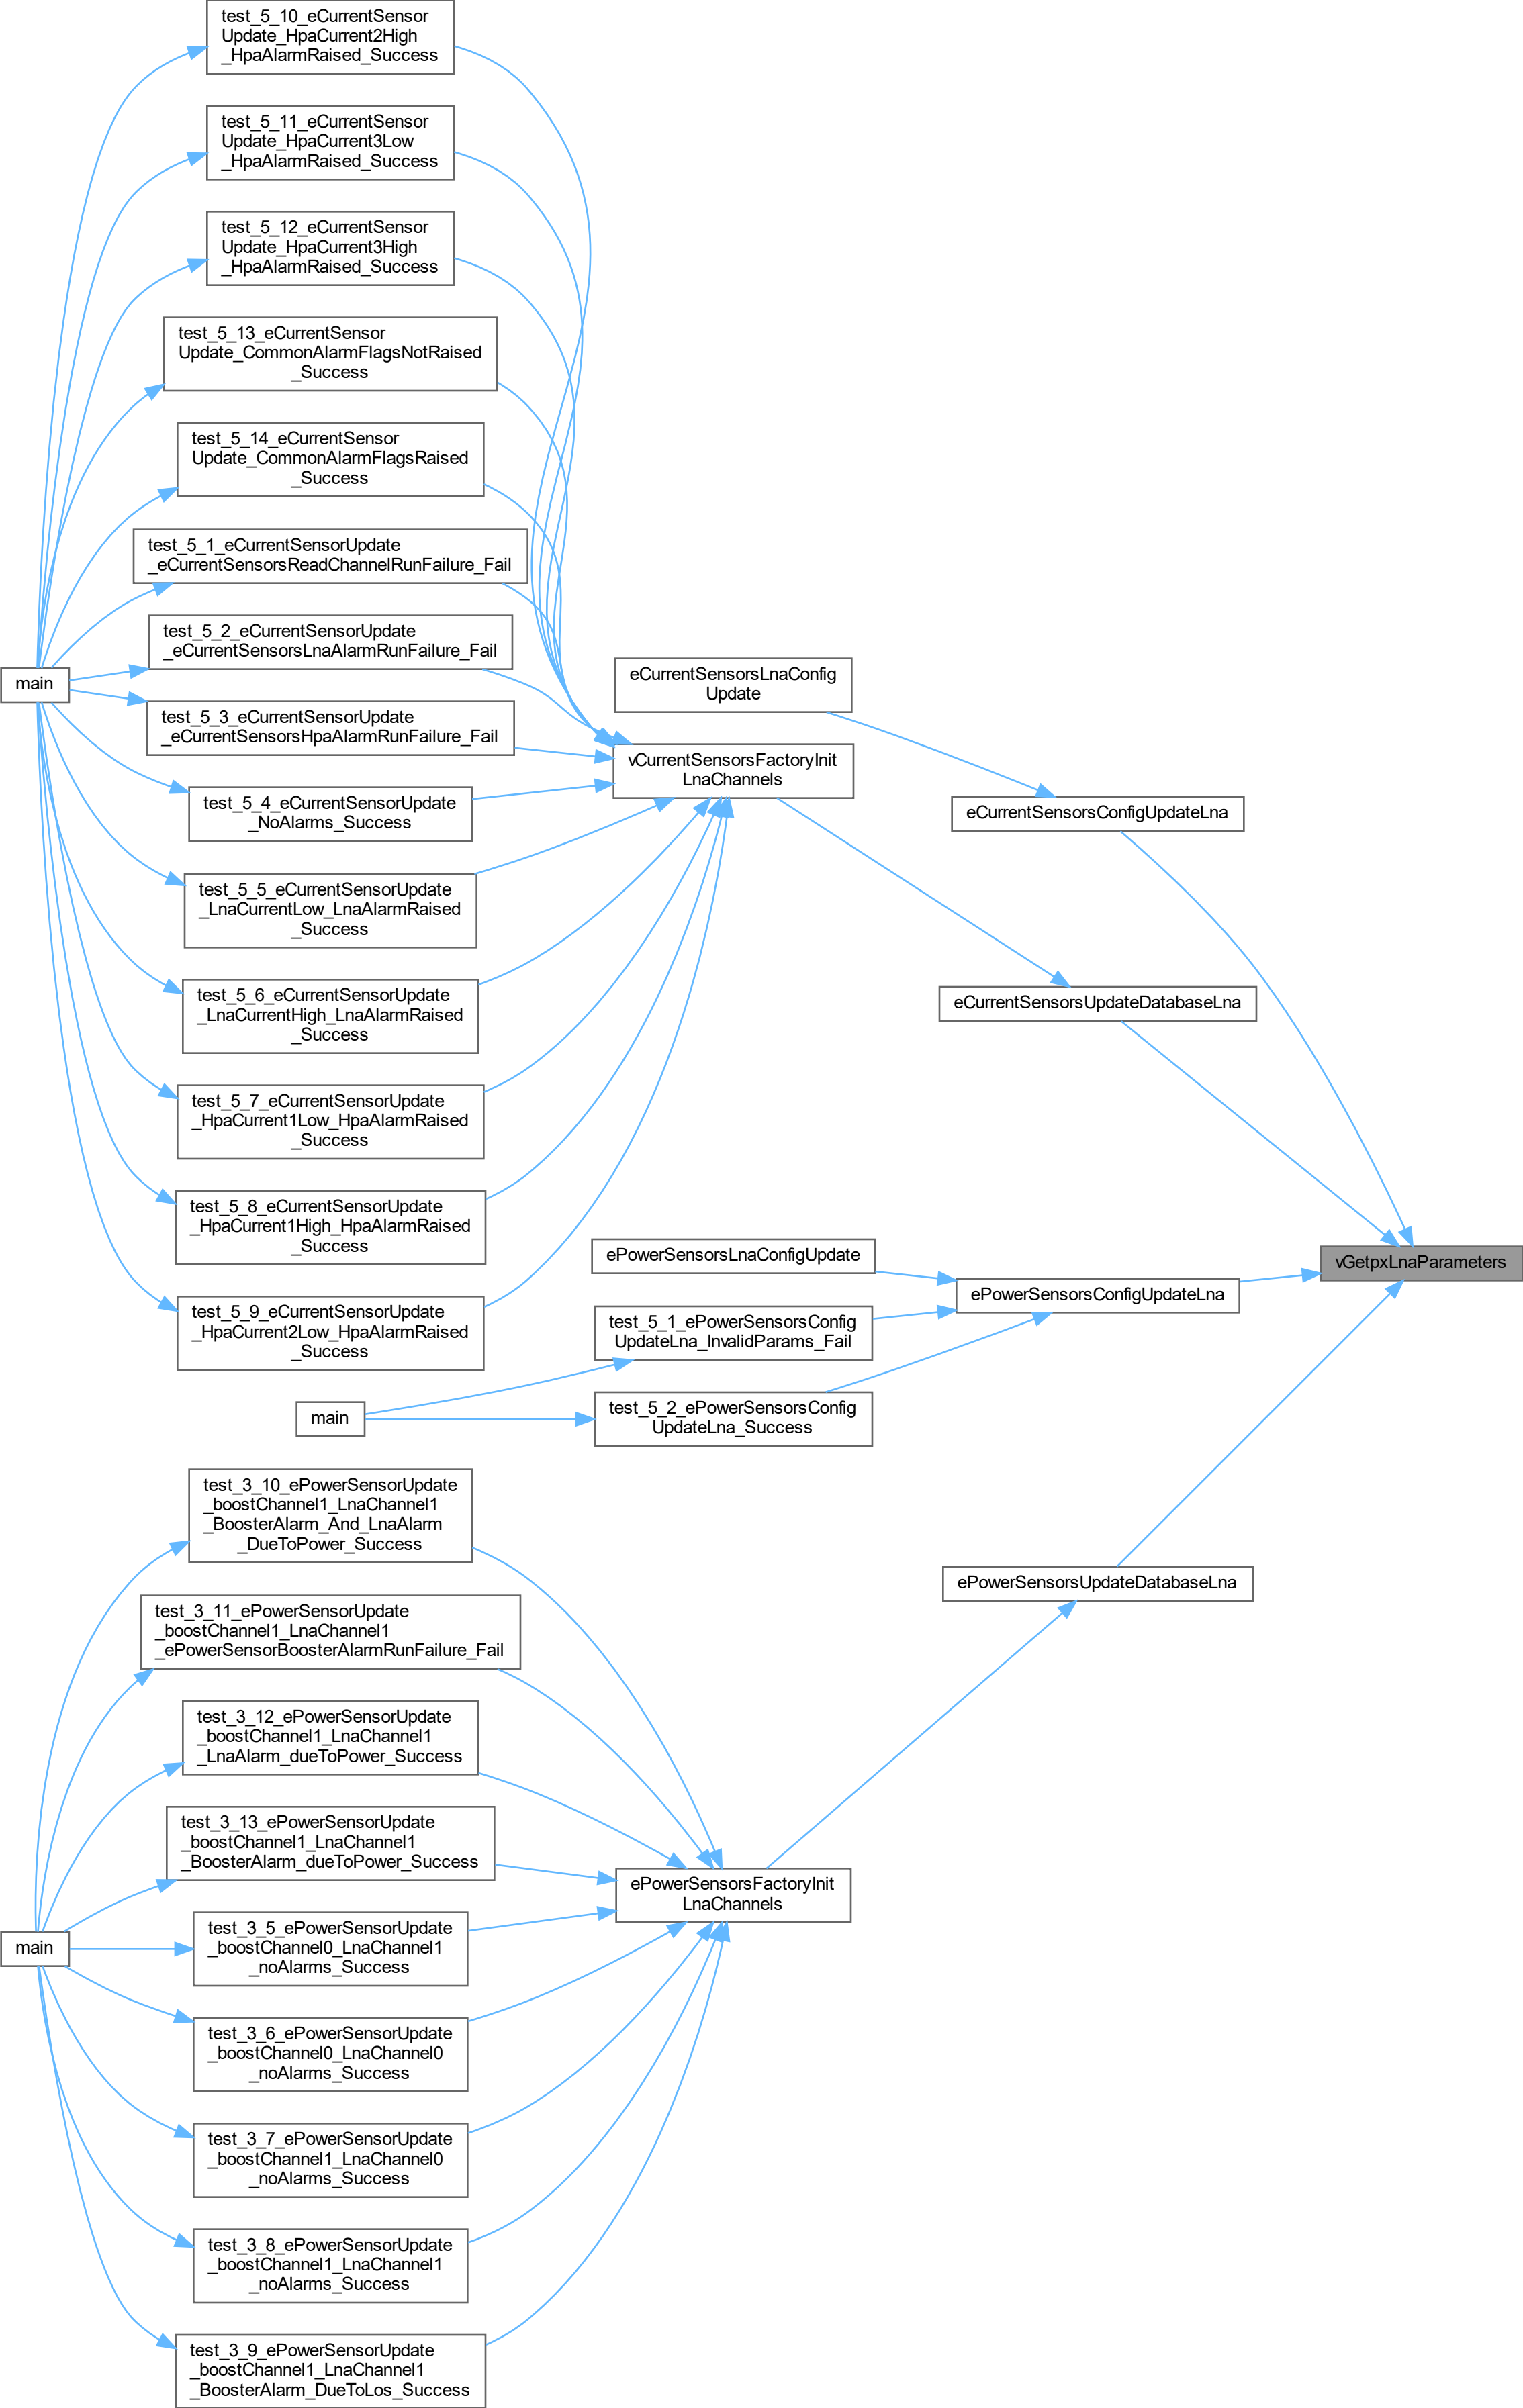 test_5_10_eCurrentSensor
Update_HpaCurrent2High
_HpaAlarmRaised_Success
test_5_11_eCurrentSensor
Update_HpaCurrent3Low
_HpaAlarmRaised_Success
test_5_12_eCurrentSensor
Update_HpaCurrent3High
_HpaAlarmRaised_Success
test_5_13_eCurrentSensor
Update_CommonAlarmFlagsNotRaised
_Success
test_5_14_eCurrentSensor
Update_CommonAlarmFlagsRaised
_Success
test_5_1_eCurrentSensorUpdate
_eCurrentSensorsReadChannelRunFailure_Fail
test_5_2_eCurrentSensorUpdate
_eCurrentSensorsLnaAlarmRunFailure_Fail
main
test_5_3_eCurrentSensorUpdate
_eCurrentSensorsHpaAlarmRunFailure_Fail
test_5_4_eCurrentSensorUpdate
_NoAlarms_Success
test_5_5_eCurrentSensorUpdate
_LnaCurrentLow_LnaAlarmRaised
_Success
test_5_6_eCurrentSensorUpdate
_LnaCurrentHigh_LnaAlarmRaised
_Success
test_5_7_eCurrentSensorUpdate
_HpaCurrent1Low_HpaAlarmRaised
_Success
test_5_8_eCurrentSensorUpdate
_HpaCurrent1High_HpaAlarmRaised
_Success
test_5_9_eCurrentSensorUpdate
_HpaCurrent2Low_HpaAlarmRaised
_Success
eCurrentSensorsLnaConfig
Update
vCurrentSensorsFactoryInit
LnaChannels
eCurrentSensorsConfigUpdateLna
eCurrentSensorsUpdateDatabaseLna
ePowerSensorsLnaConfigUpdate
vGetpxLnaParameters
ePowerSensorsConfigUpdateLna
test_5_1_ePowerSensorsConfig
UpdateLna_InvalidParams_Fail
main
test_5_2_ePowerSensorsConfig
UpdateLna_Success
test_3_10_ePowerSensorUpdate
_boostChannel1_LnaChannel1
_BoosterAlarm_And_LnaAlarm
_DueToPower_Success
ePowerSensorsUpdateDatabaseLna
test_3_11_ePowerSensorUpdate
_boostChannel1_LnaChannel1
_ePowerSensorBoosterAlarmRunFailure_Fail
test_3_12_ePowerSensorUpdate
_boostChannel1_LnaChannel1
_LnaAlarm_dueToPower_Success
test_3_13_ePowerSensorUpdate
_boostChannel1_LnaChannel1
_BoosterAlarm_dueToPower_Success
ePowerSensorsFactoryInit
LnaChannels
main
test_3_5_ePowerSensorUpdate
_boostChannel0_LnaChannel1
_noAlarms_Success
test_3_6_ePowerSensorUpdate
_boostChannel0_LnaChannel0
_noAlarms_Success
test_3_7_ePowerSensorUpdate
_boostChannel1_LnaChannel0
_noAlarms_Success
test_3_8_ePowerSensorUpdate
_boostChannel1_LnaChannel1
_noAlarms_Success
test_3_9_ePowerSensorUpdate
_boostChannel1_LnaChannel1
_BoosterAlarm_DueToLos_Success